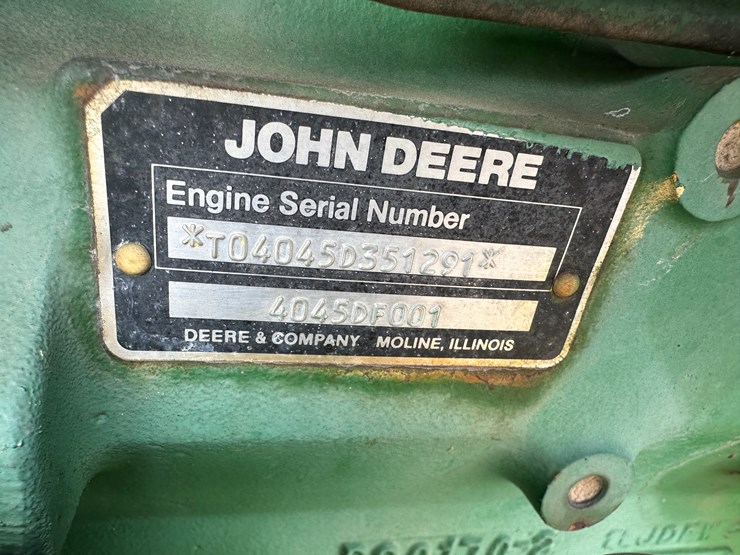 JOHN DEERE
Engine Serial Number
*T04045D351291*
4045DF001
DEERE & COMPANY MOLINE, ILLINOIS